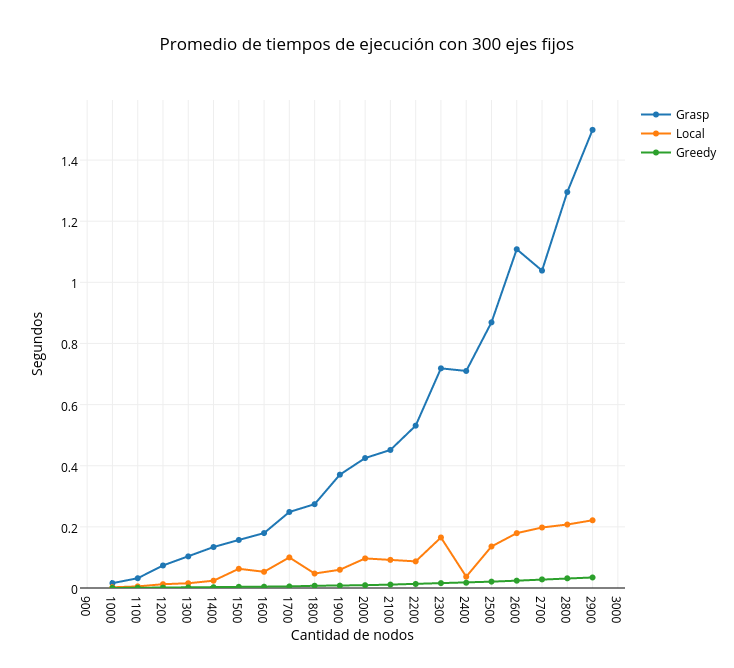 Promedio de tiempos de ejecución con 300 ejes fijos
Grasp
Local
Greedy
1.4
1.2
1
0.8
0.6
0.4
0.2
0
Segundos
900 1000 1100 1200 1300 1400 1500 1600 1700 1800 1900 2000 2100 2200 2300 2400 2500 2600 2700 2800 2900 3000
Cantidad de nodos